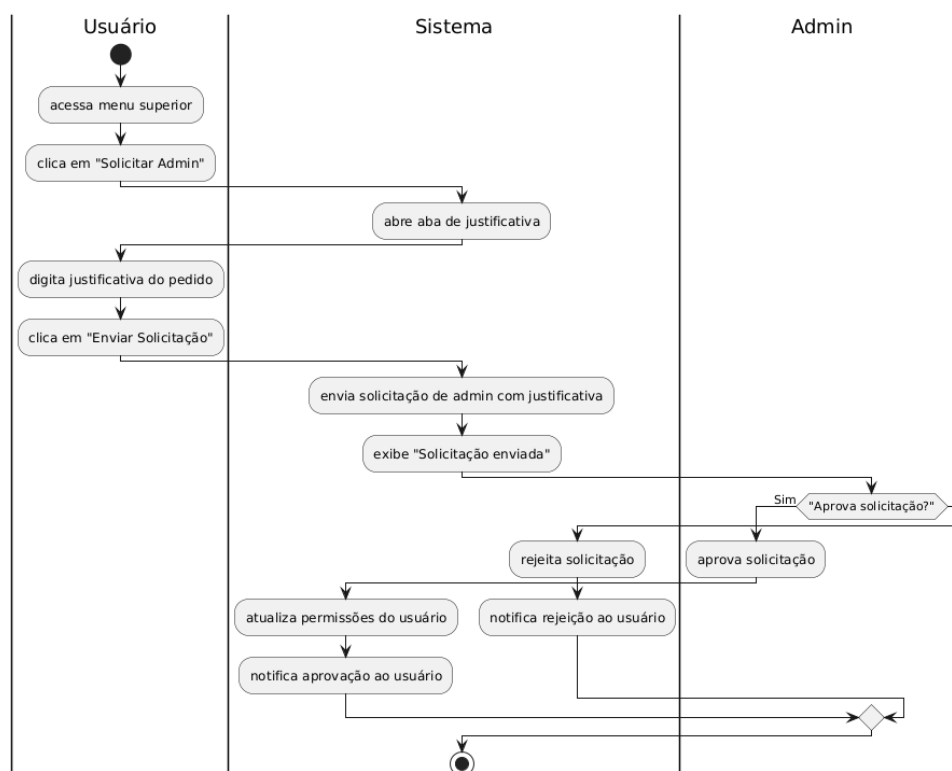 Usuário
Sistema
Admin
acessa menu superior
clica em "Solicitar Admin"
abre aba de justificativa
digita justificativa do pedido
clica em "Enviar Solicitação"
envia solicitação de admin com justificativa
exibe "Solicitação enviada"
Sim
"Aprova solicitação?"
rejeita solicitação
aprova solicitação
atualiza permissões do usuário
notifica rejeição ao usuário
notifica aprovação ao usuário